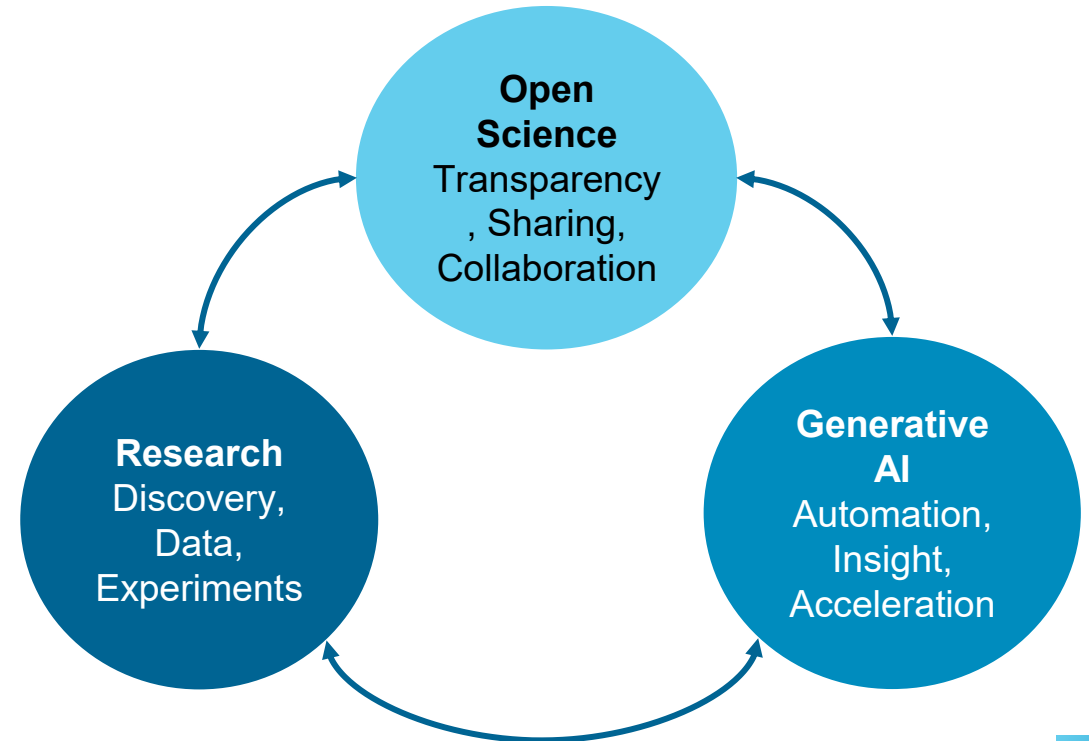 Open
Science
Transparency
, Sharing,
Collaboration
Research
Discovery,
Data,
Experiments
Generative
AI
Automation,
Insight,
Acceleration